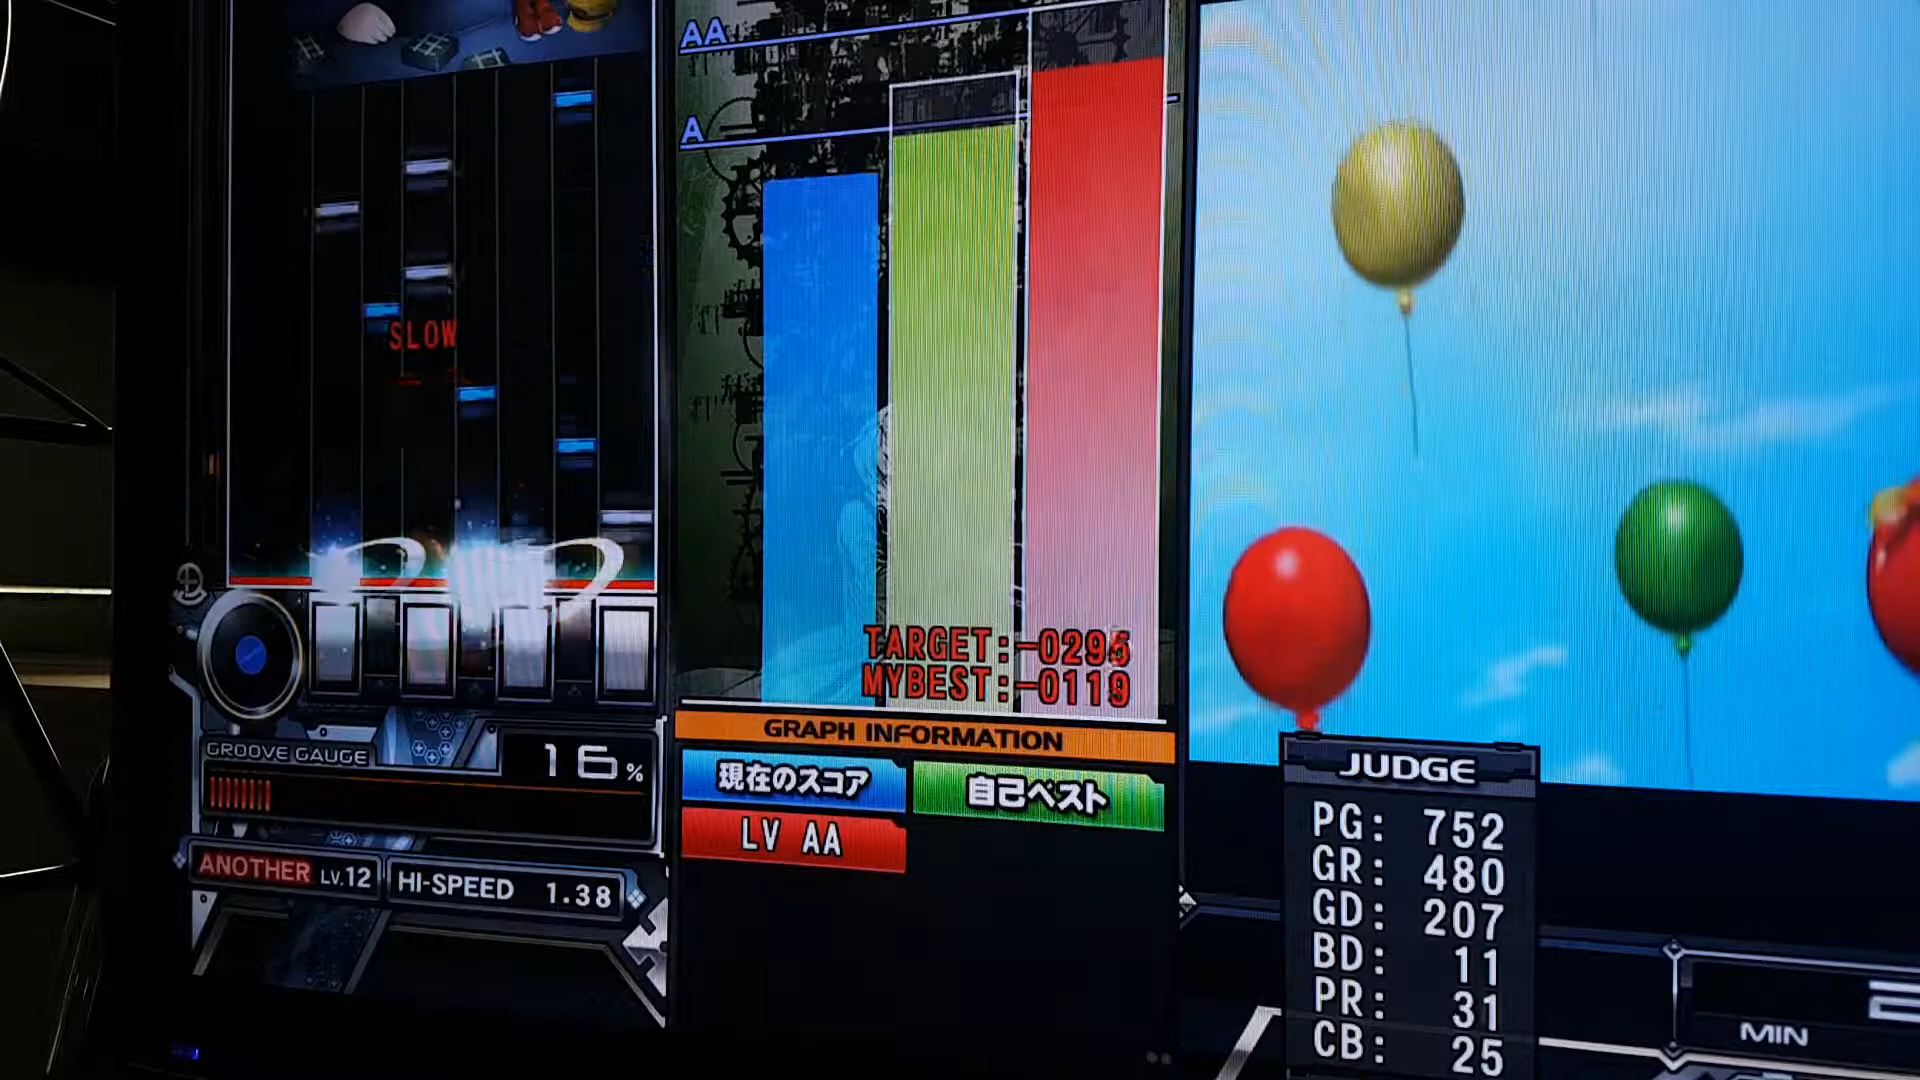 AA
A
SLOW
TARGET:-0295
MYBEST:-0119
GRAPH INFORMATION
現在のスコア
自己ベスト
LV AA
GROOVE GAUGE
16%
ANOTHER LV.12
HI-SPEED 1.38
JUDGE
PG: 752
GR: 480
GD: 207
BD: 11
PR: 31
CB: 25
MIN